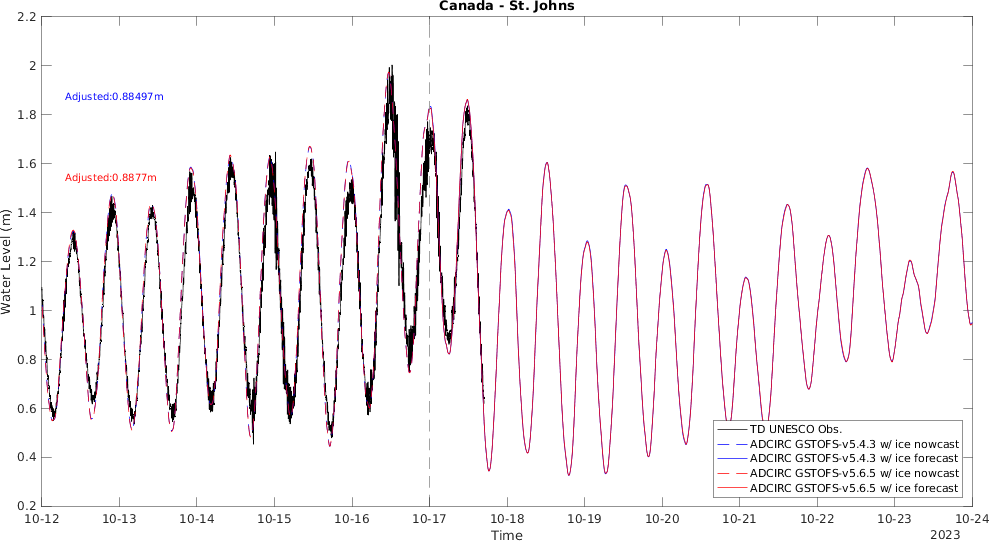 Canada - St. Johns
2.2
2
1.8
1.6
1.4
1.2
1
0.8
0.6
0.4
0.2
Water Level (m)
Adjusted:0.88497m
Adjusted:0.8877m
TD UNESCO Obs.
ADCIRC GSTOFS-v5.4.3 w/ ice nowcast
ADCIRC GSTOFS-v5.4.3 w/ ice forecast
ADCIRC GSTOFS-v5.6.5 w/ ice nowcast
ADCIRC GSTOFS-v5.6.5 w/ ice forecast
10-12 10-13 10-14 10-15 10-16 10-17 10-18 10-19 10-20 10-21 10-22 10-23 10-24
Time
2023